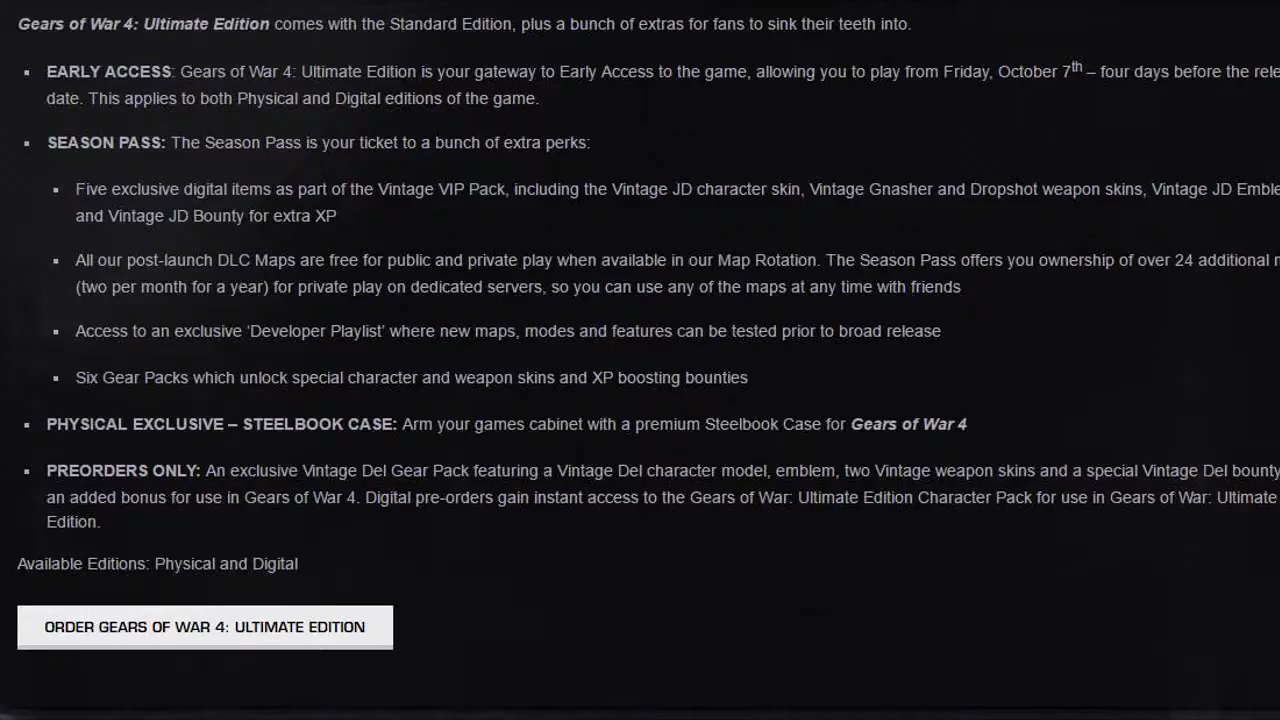 Gears of War 4: Ultimate Edition comes with the Standard Edition, plus a bunch of extras for fans to sink their teeth into.
▪ EARLY ACCESS: Gears of War 4: Ultimate Edition is your gateway to Early Access to the game, allowing you to play from Friday, October 7th – four days before the
date. This applies to both Physical and Digital editions of the game.
▪ SEASON PASS: The Season Pass is your ticket to a bunch of extra perks:
▪ Five exclusive digital items as part of the Vintage VIP Pack, including the Vintage JD character skin, Vintage Gnasher and Dropshot weapon skins, Vintage JD
and Vintage JD Bounty for extra XP
▪ All our post-launch DLC Maps are free for public and private play when available in our Map Rotation. The Season Pass offers you ownership of over 24 additional
(two per month for a year) for private play on dedicated servers, so you can use any of the maps at any time with friends
▪ Access to an exclusive ‘Developer Playlist’ where new maps, modes and features can be tested prior to broad release
▪ Six Gear Packs which unlock special character and weapon skins and XP boosting bounties
▪ PHYSICAL EXCLUSIVE – STEELBOOK CASE: Arm your games cabinet with a premium Steelbook Case for Gears of War 4
▪ PREORDERS ONLY: An exclusive Vintage Del Gear Pack featuring a Vintage Del character model, emblem, two Vintage weapon skins and a special Vintage Del bounty
an added bonus for use in Gears of War 4. Digital pre-orders gain instant access to the Gears of War: Ultimate Edition Character Pack for use in Gears of War: Ultimate
Edition.
Available Editions: Physical and Digital
ORDER GEARS OF WAR 4: ULTIMATE EDITION